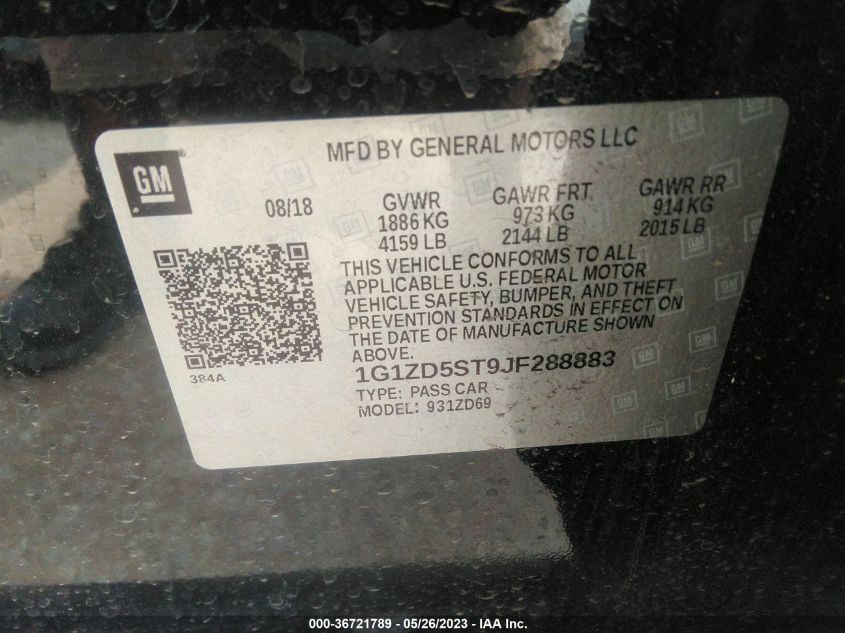 MFD BY GENERAL MOTORS LLC
GM
08/18
GVWR
1886 KG
4159 LB
GAWR FRT
973 KG
2144 LB
GAWR RR
914 KG
2015 LB
THIS VEHICLE CONFORMS TO ALL
APPLICABLE U.S. FEDERAL MOTOR
VEHICLE SAFETY, BUMPER, AND THEFT
PREVENTION STANDARDS IN EFFECT ON
THE DATE OF MANUFACTURE SHOWN
ABOVE.
384A
1G1ZD5ST9JF288883
TYPE: PASS CAR
MODEL: 931ZD69
000-36721789 - 05/26/2023 - IAA Inc.